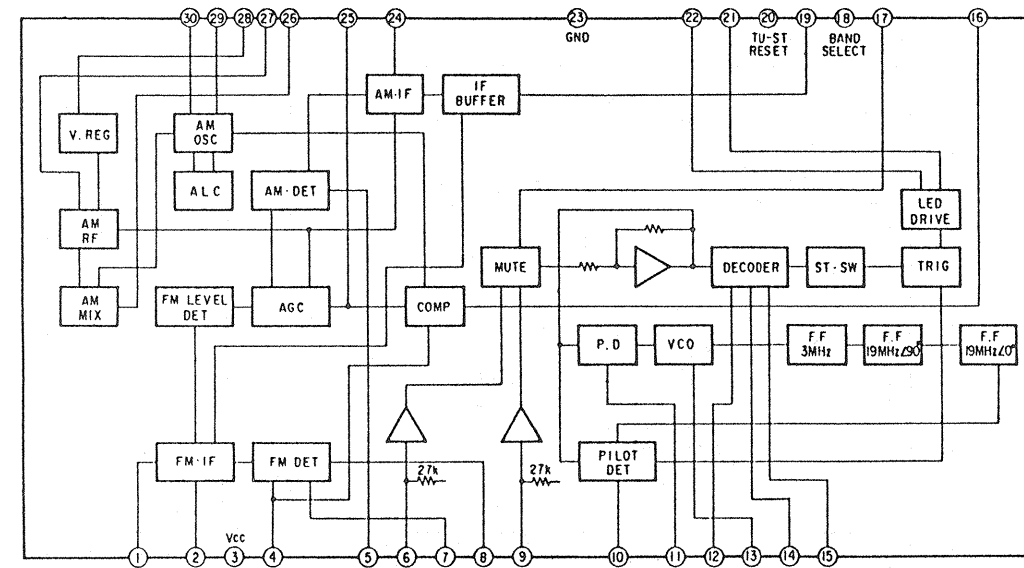 30 29 28 27 26 25 24 23 22 21 20 19 18 17 16
GND
TU-ST
RESET
BAND
SELECT
AM·IF
IF
BUFFER
V.REG
AM
OSC
ALC
AM·DET
LED
DRIVE
AM
RF
MUTE
DECODER
ST·SW
TRIG
AM
MIX
FM LEVEL
DET
AGC
COMP
P.D
VCO
F.F
3MHz
F.F
19MHz∠90°
F.F
19MHz∠0°
FM·IF
FM DET
27k
27k
PILOT
DET
Vcc
1 2 3 4 5 6 7 8 9 10 11 12 13 14 15